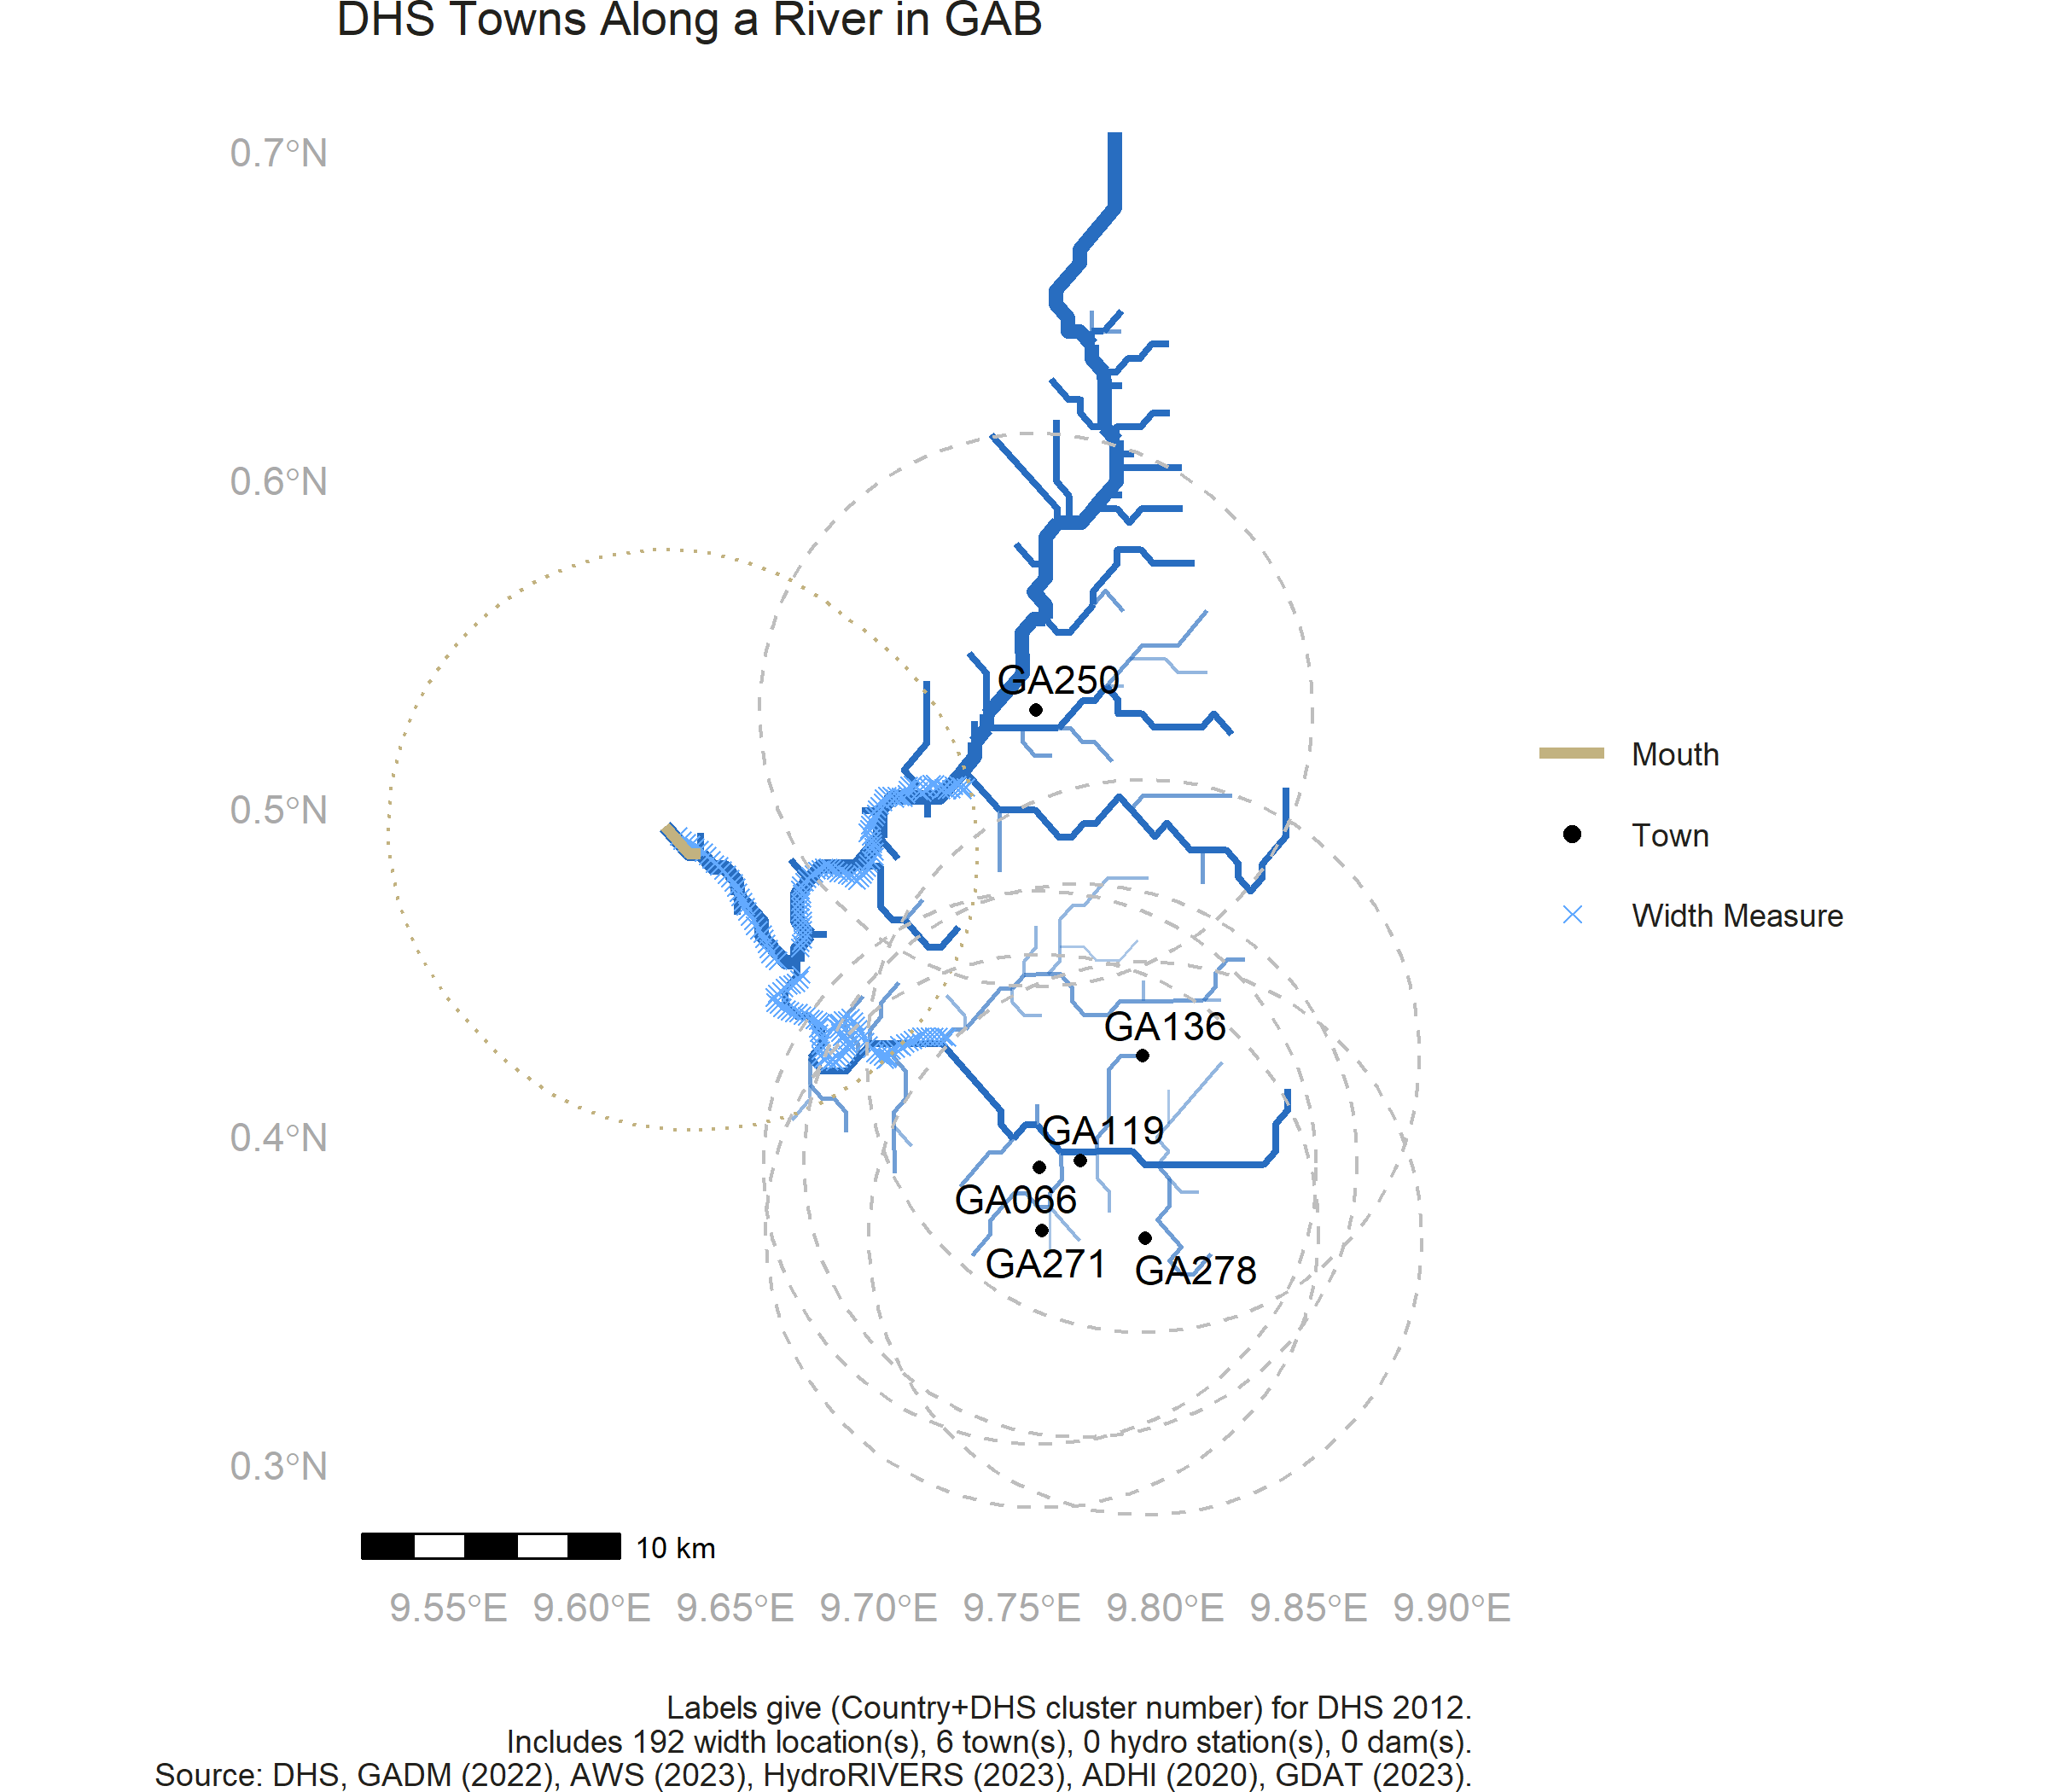 DHS Towns Along a River in GAB
0.7°N
0.6°N
0.5°N
0.4°N
0.3°N
GA250
GA136
GA119
GA066
GA271
GA278
Mouth
Town
Width Measure
10 km
9.55°E 9.60°E 9.65°E 9.70°E 9.75°E 9.80°E 9.85°E 9.90°E
Labels give (Country+DHS cluster number) for DHS 2012.
Includes 192 width location(s), 6 town(s), 0 hydro station(s), 0 dam(s).
Source: DHS, GADM (2022), AWS (2023), HydroRIVERS (2023), ADHI (2020), GDAT (2023).